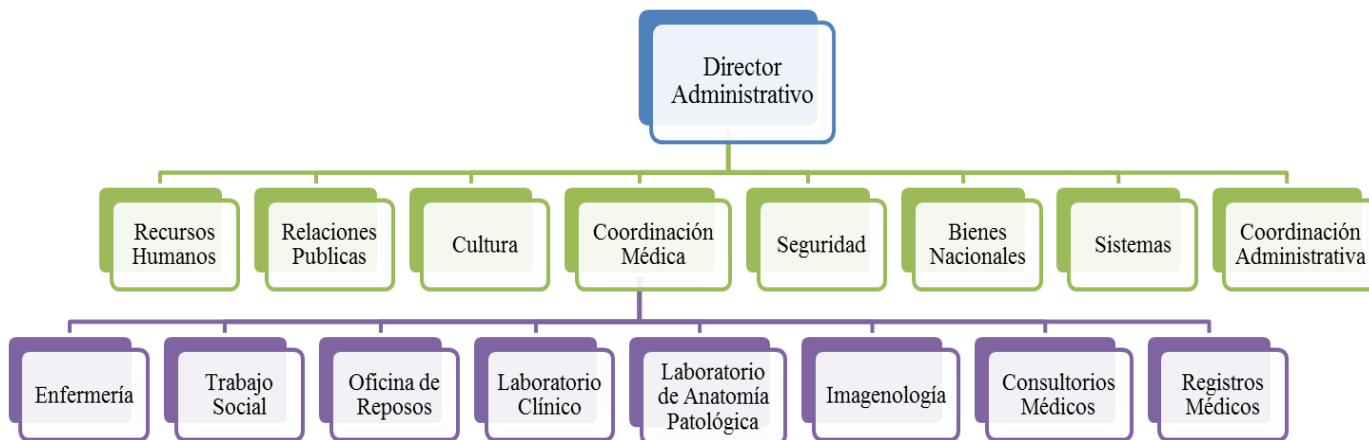 Director
Administrativo
Recursos
Humanos
Relaciones
Publicas
Cultura
Coordinación
Médica
Seguridad
Bienes
Nacionales
Sistemas
Coordinación
Administrativa
Enfermería
Trabajo
Social
Oficina de
Reposos
Laboratorio
Clínico
Laboratorio
de Anatomía
Patológica
Imagenología
Consultorios
Médicos
Registros
Médicos